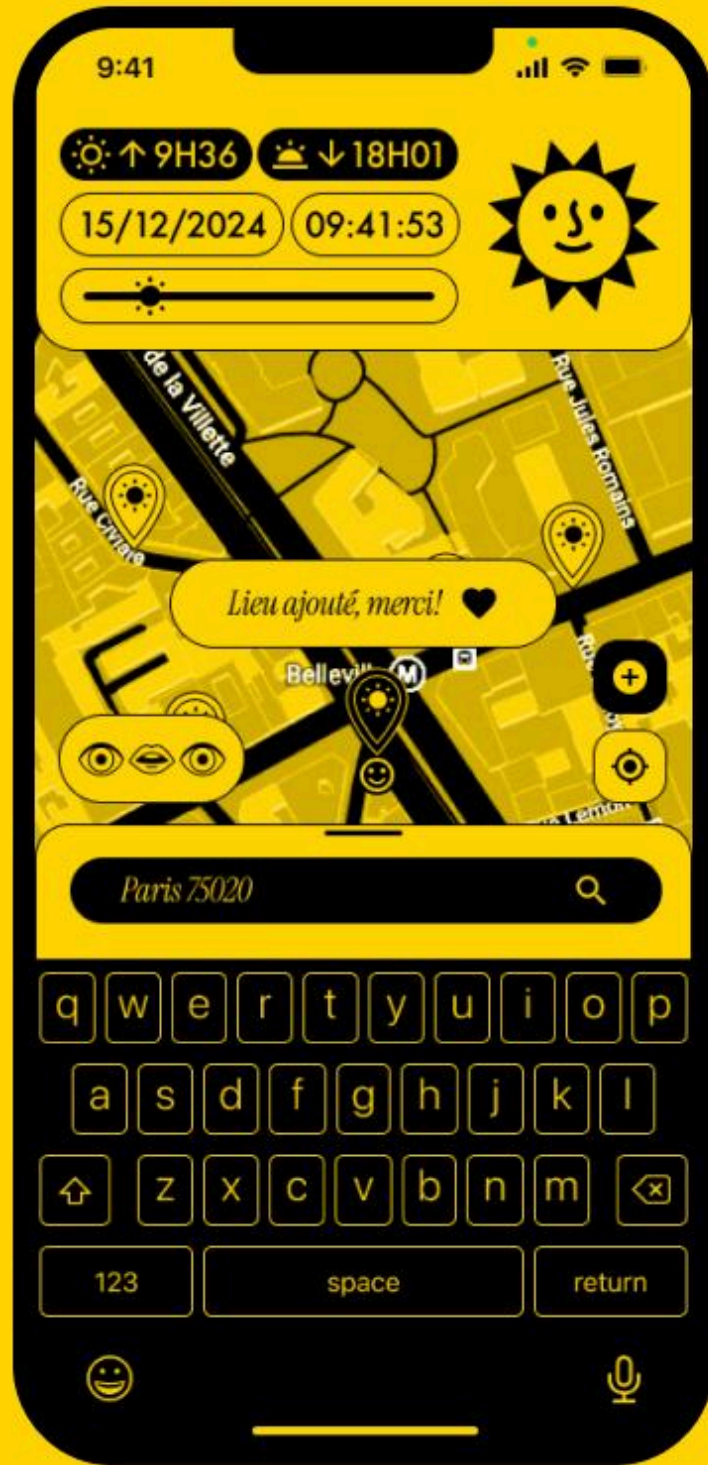 9:41
9H36
18H01
15/12/2024
09:41:53
de la Villette
Rue Jules Romains
Rue Civiale
Lieu ajouté, merci!
M
Paris 75020
q w e r t y u i o p
a s d f g h j k l
z x c v b n m
123 space return